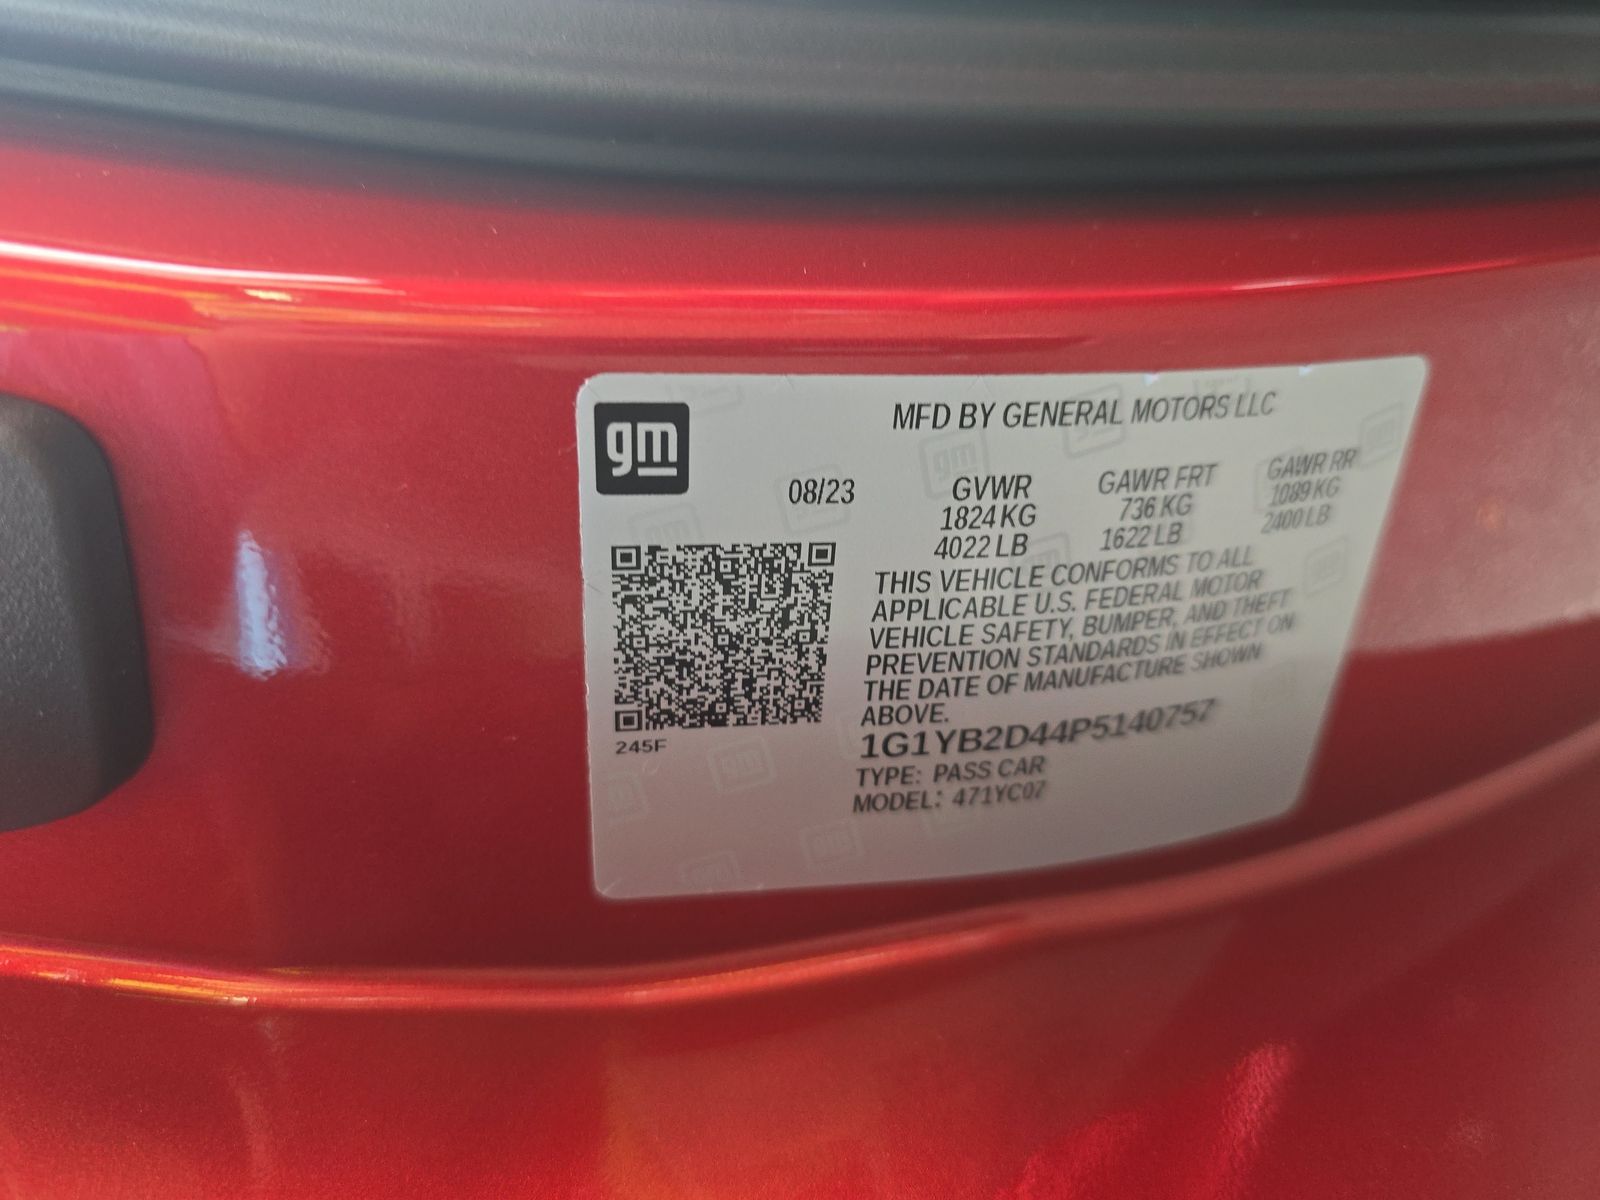 gm
MFD BY GENERAL MOTORS LLC
08/23
GVWR GAWR FRT GAWR RR
1824 KG 736 KG 1089 KG
4022 LB 1622 LB 2400 LB
THIS VEHICLE CONFORMS TO ALL
APPLICABLE U.S. FEDERAL MOTOR
VEHICLE SAFETY, BUMPER, AND THEFT
PREVENTION STANDARDS IN EFFECT ON
THE DATE OF MANUFACTURE SHOWN
ABOVE.
245F
1G1YB2D44P5140757
TYPE: PASS CAR
MODEL: 471YC07